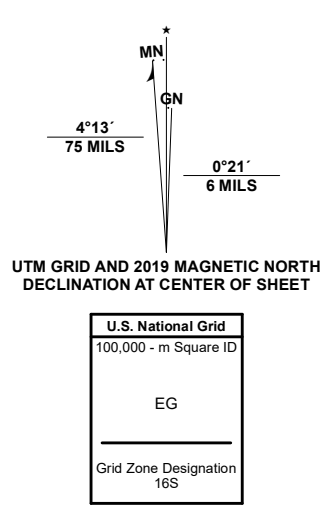 ★
MN
GN
4°13´
75 MILS
0°21´
6 MILS
UTM GRID AND 2019 MAGNETIC NORTH
DECLINATION AT CENTER OF SHEET
U.S. National Grid
100,000 - m Square ID
EG
Grid Zone Designation
16S